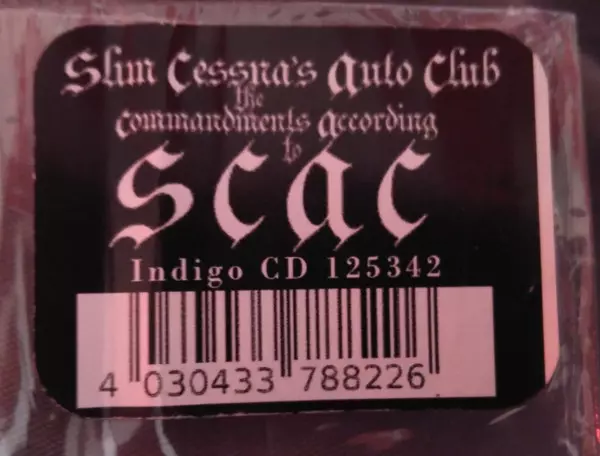 Slim Cessna's Auto Club
the
commandments according
to
SCAC
Indigo CD 125342
4 030433 788226